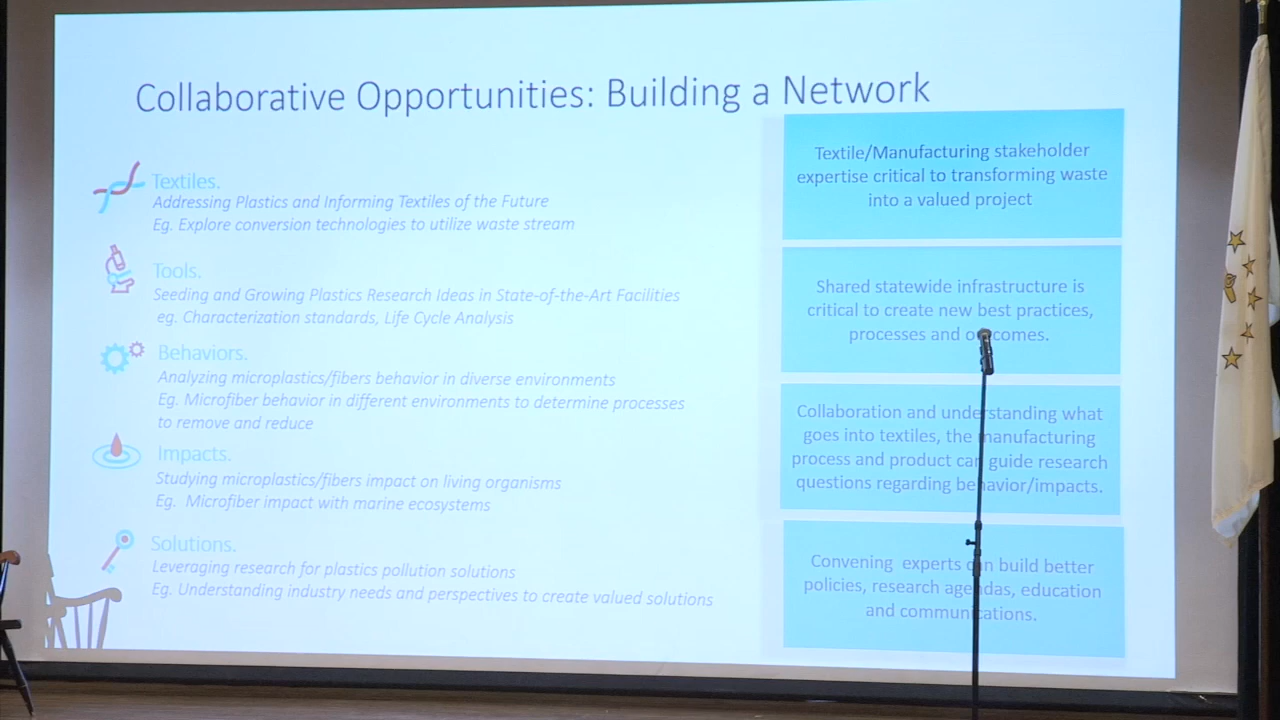 Collaborative Opportunities: Building a Network
Textiles.
Addressing Plastics and Informing Textiles of the Future
Eg. Explore conversion technologies to utilize waste stream
Tools.
Seeding and Growing Plastics Research Ideas in State-of-the-Art Facilities
eg. Characterization standards, Life Cycle Analysis
Behaviors.
Analyzing microplastics/fibers behavior in diverse environments
Eg. Microfiber behavior in different environments to determine processes
to remove and reduce
Impacts.
Studying microplastics/fibers impact on living organisms
Eg. Microfiber impact with marine ecosystems
Solutions.
Leveraging research for plastics pollution solutions
Eg. Understanding industry needs and perspectives to create valued solutions
Textile/Manufacturing stakeholder
expertise critical to transforming waste
into a valued project
Shared statewide infrastructure is
critical to create new best practices,
processes and outcomes.
Collaboration and understanding what
goes into textiles, the manufacturing
process and product can guide research
questions regarding behavior/impacts.
Convening experts can build better
policies, research agendas, education
and communications.